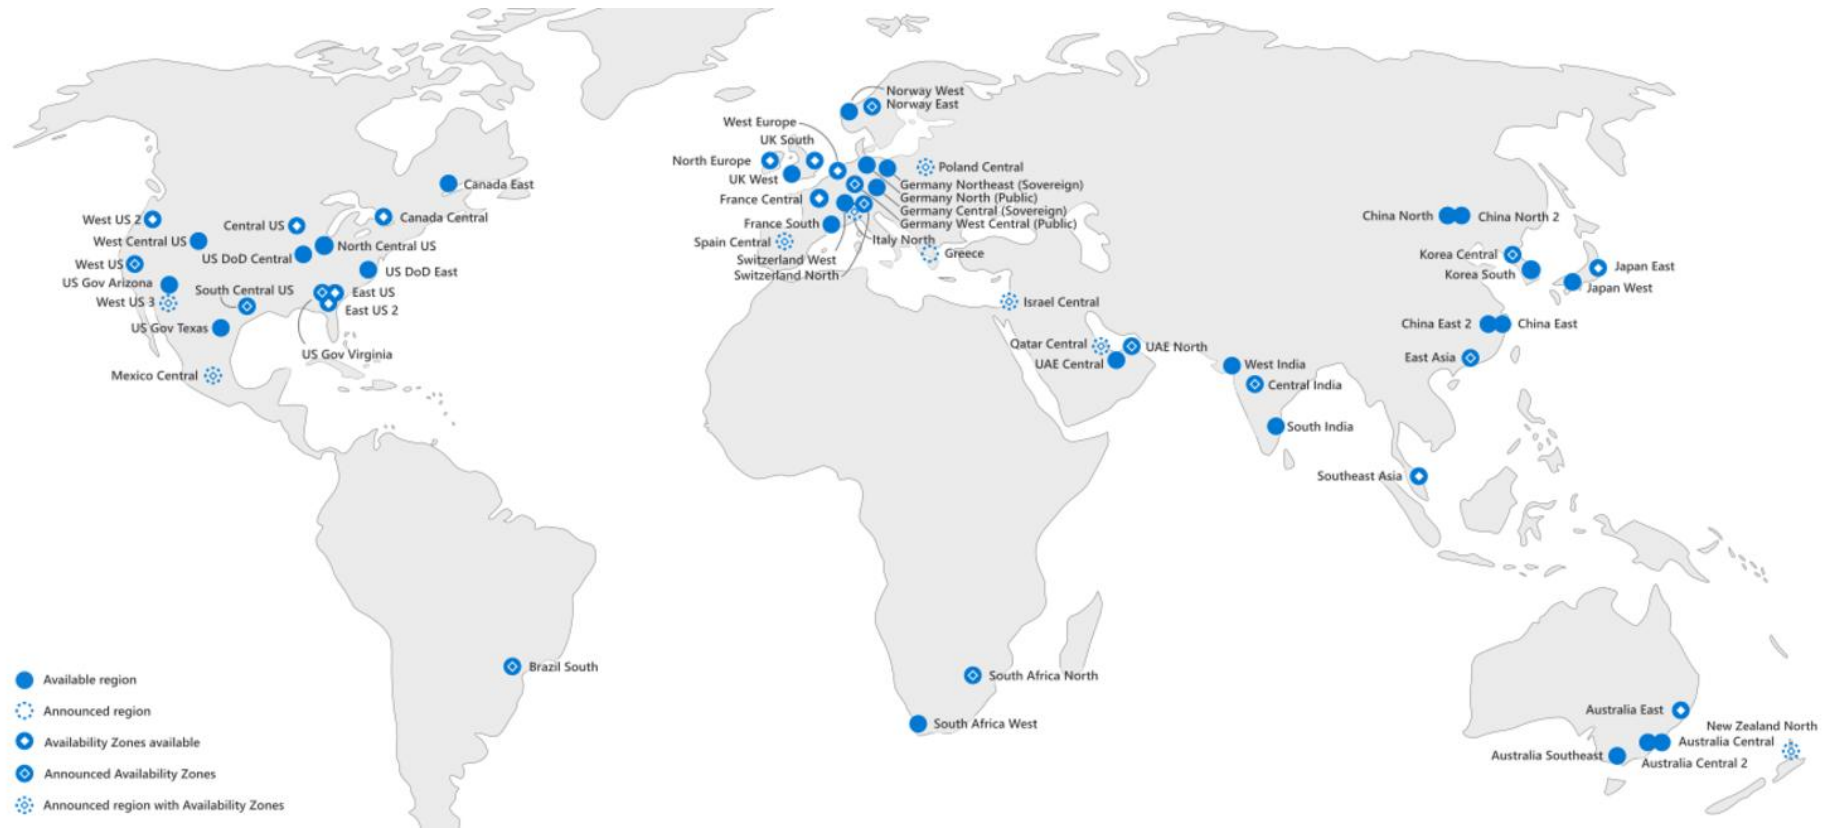 Norway West
Norway East
West Europe
UK South
North Europe
UK West
Poland Central
France Central
Germany Northeast (Sovereign)
Germany North (Public)
Germany Central (Sovereign)
Germany West Central (Public)
France South
Spain Central
Italy North
Greece
Switzerland West
Switzerland North
Canada East
West US 2
Central US
Canada Central
West Central US
North Central US
US DoD Central
West US
US DoD East
US Gov Arizona
South Central US
East US
West US 3
East US 2
US Gov Texas
US Gov Virginia
Mexico Central
Israel Central
Qatar Central
UAE North
UAE Central
West India
Central India
South India
China North
China North 2
Korea Central
Korea South
Japan East
Japan West
China East 2
China East
East Asia
Southeast Asia
Brazil South
South Africa North
South Africa West
Australia East
New Zealand North
Australia Central
Australia Southeast
Australia Central 2
Available region
Announced region
Availability Zones available
Announced Availability Zones
Announced region with Availability Zones